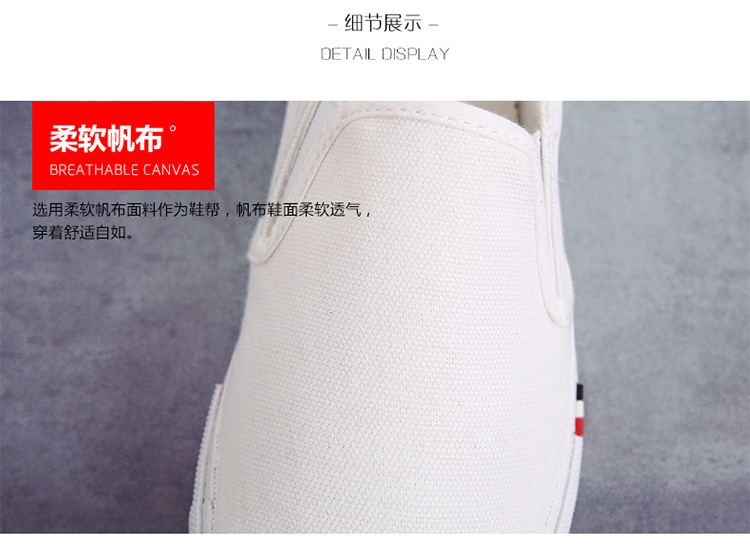 – 细节展示 –
DETAIL DISPLAY
柔软帆布°
BREATHABLE CANVAS
选用柔软帆布面料作为鞋帮，帆布鞋面柔软透气，
穿着舒适自如。